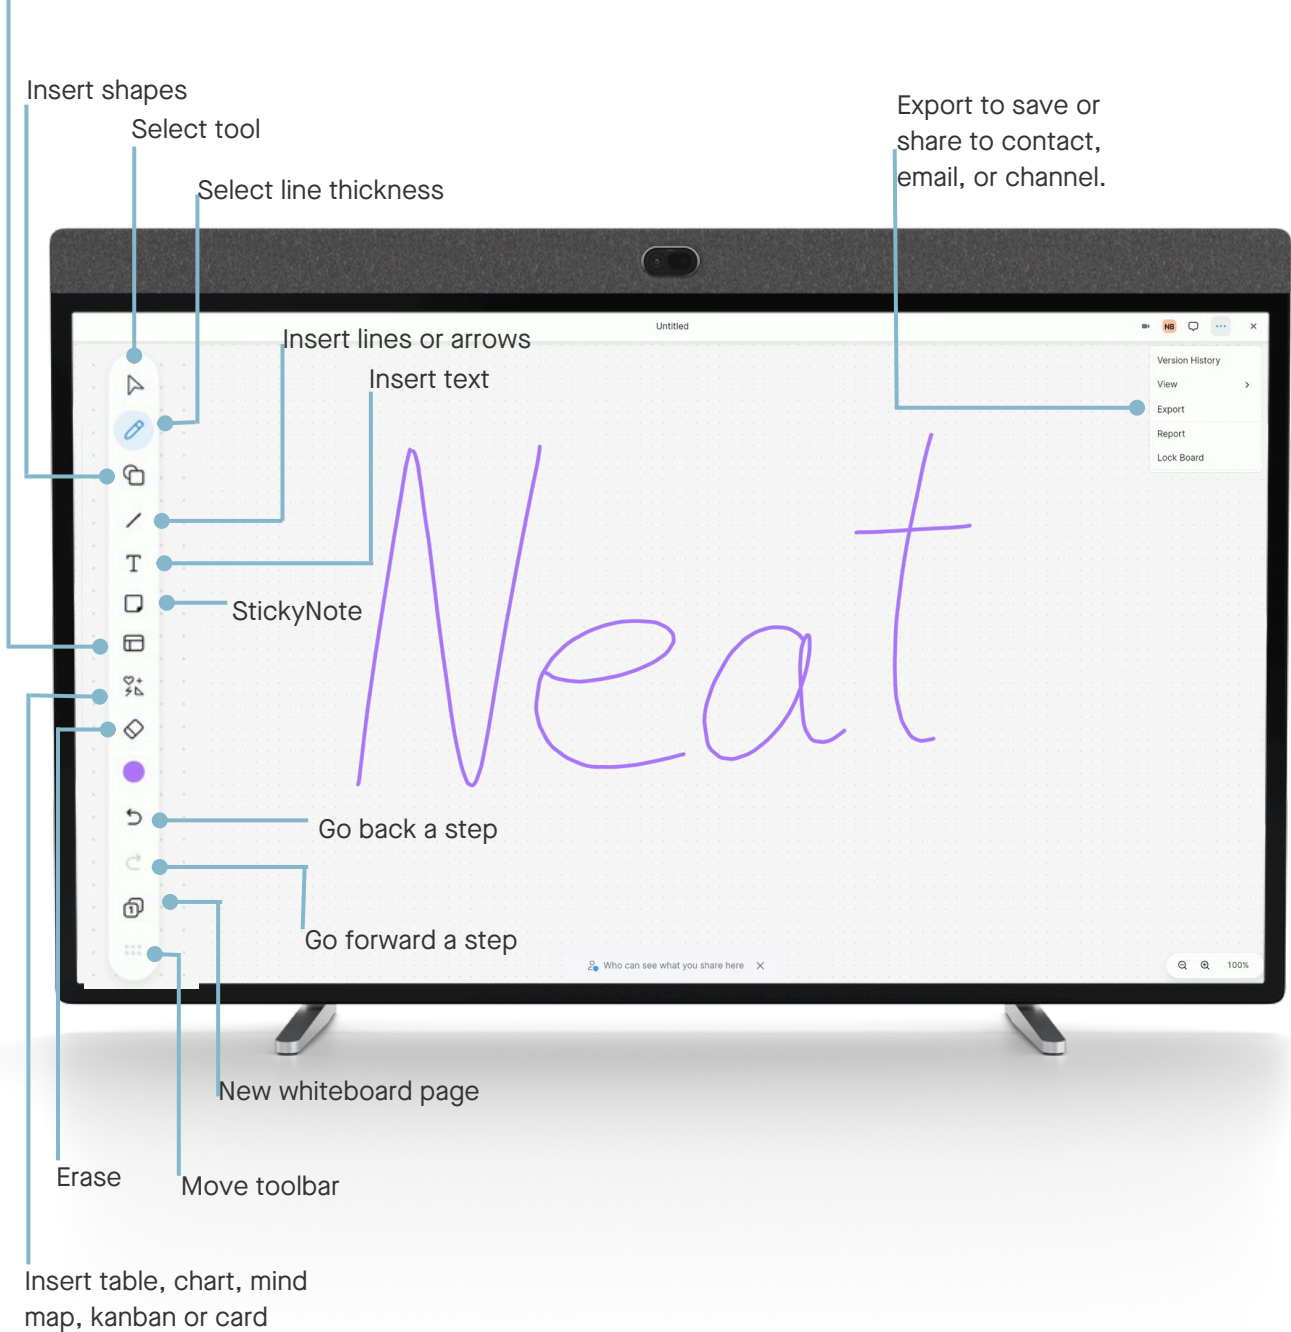 Insert shapes
Select tool
Select line thickness
Export to save or
share to contact,
email, or channel.
Untitled
NB
Insert lines or arrows
Insert text
Version History
View
Export
Report
Lock Board
Neat
T
StickyNote
Go back a step
1
Go forward a step
Who can see what you share here
100%
New whiteboard page
Erase
Move toolbar
Insert table, chart, mind
map, kanban or card